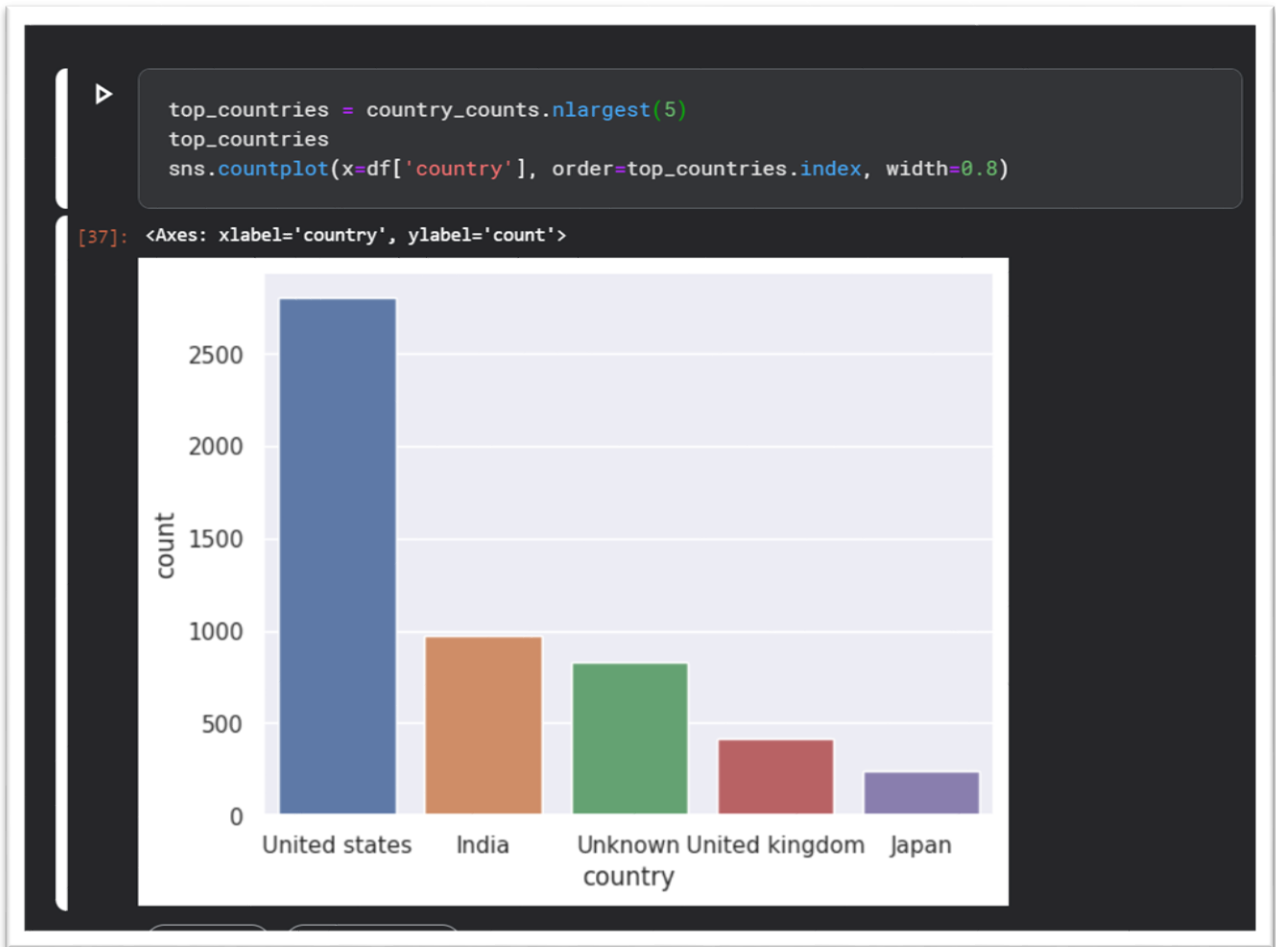 top_countries = country_counts.nlargest(5)
top_countries
sns.countplot(x=df['country'], order=top_countries.index, width=0.8)
[37]: <Axes: xlabel='country', ylabel='count'>
2500
2000
1500
1000
500
0
count
United states India Unknown United kingdom Japan
country